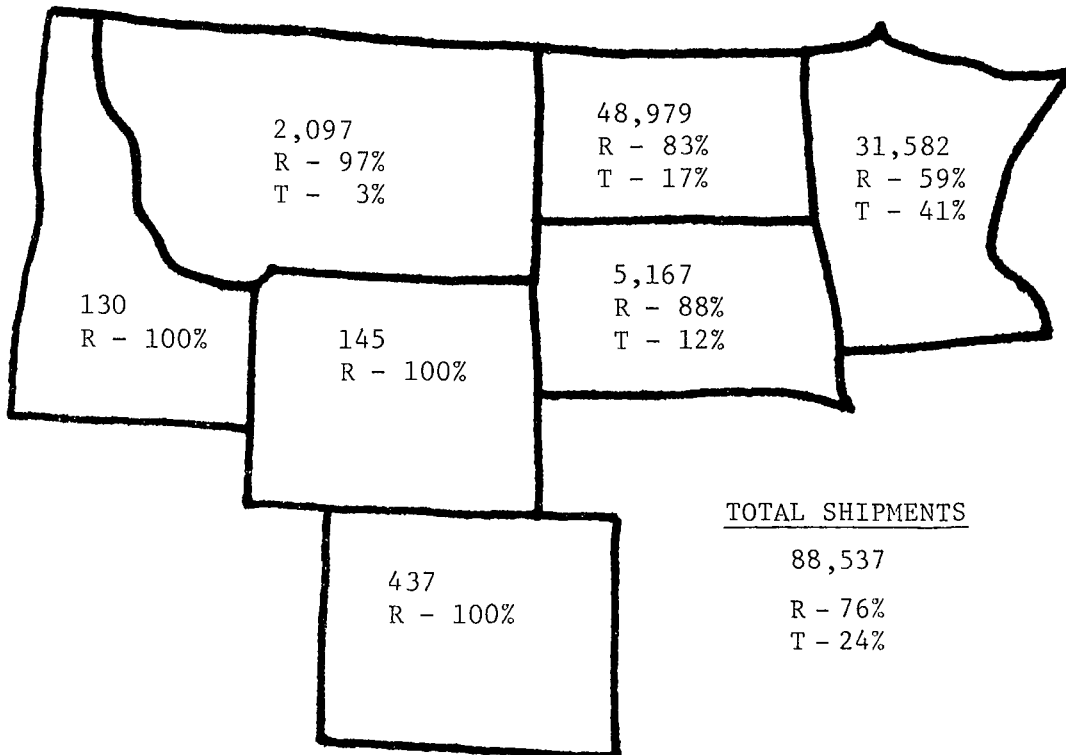 2,097
R - 97%
T - 3%
48,979
R - 83%
T - 17%
31,582
R - 59%
T - 41%
130
R - 100%
145
R - 100%
5,167
R - 88%
T - 12%
437
R - 100%
TOTAL SHIPMENTS
88,537
R - 76%
T - 24%